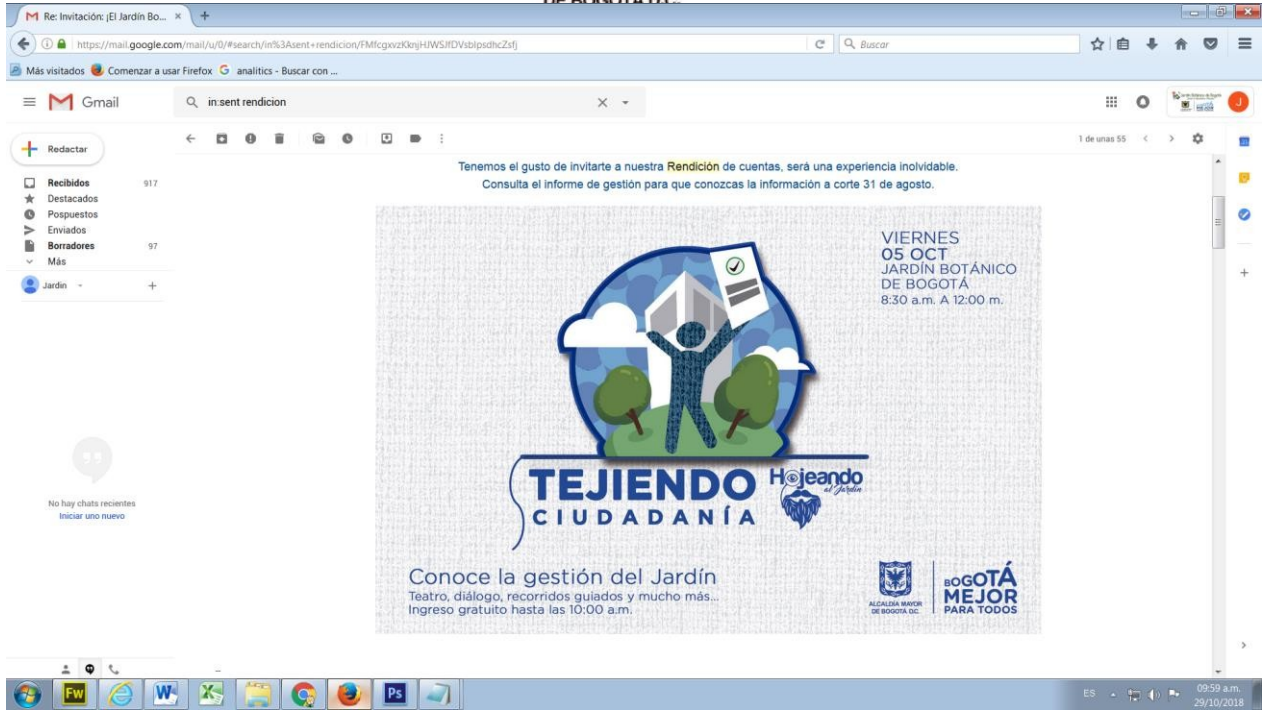 DE BOGOTÁ D.C.
Re: Invitación: ¡El Jardín Bo...
https://mail.google.com/mail/u/0/#search/in%3Asent+rendicion/FMfcgxvzKknjHJWSJfDVsblpsdhcZsfj
Buscar
Más visitados
Comenzar a usar Firefox
analitics - Buscar con ...
Gmail
in:sent rendicion
J
Redactar
1 de unas 55
Recibidos 917
Destacados
Pospuestos
Enviados
Borradores 97
Más
Jardin
No hay chats recientes
Iniciar uno nuevo
Tenemos el gusto de invitarte a nuestra Rendición de cuentas, será una experiencia inolvidable.
Consulta el informe de gestión para que conozcas la información a corte 31 de agosto.
VIERNES
05 OCT
JARDÍN BOTÁNICO
DE BOGOTÁ
8:30 a.m. A 12:00 m.
TEJIENDO
CIUDADANÍA
Hojeando
al Jardín
Conoce la gestión del Jardín
Teatro, diálogo, recorridos guiados y mucho más...
Ingreso gratuito hasta las 10:00 a.m.
ALCALDÍA MAYOR
DE BOGOTÁ D.C.
BOGOTÁ
MEJOR
PARA TODOS
Fw
W
Ps
ES
09:59 a.m.
29/10/2018